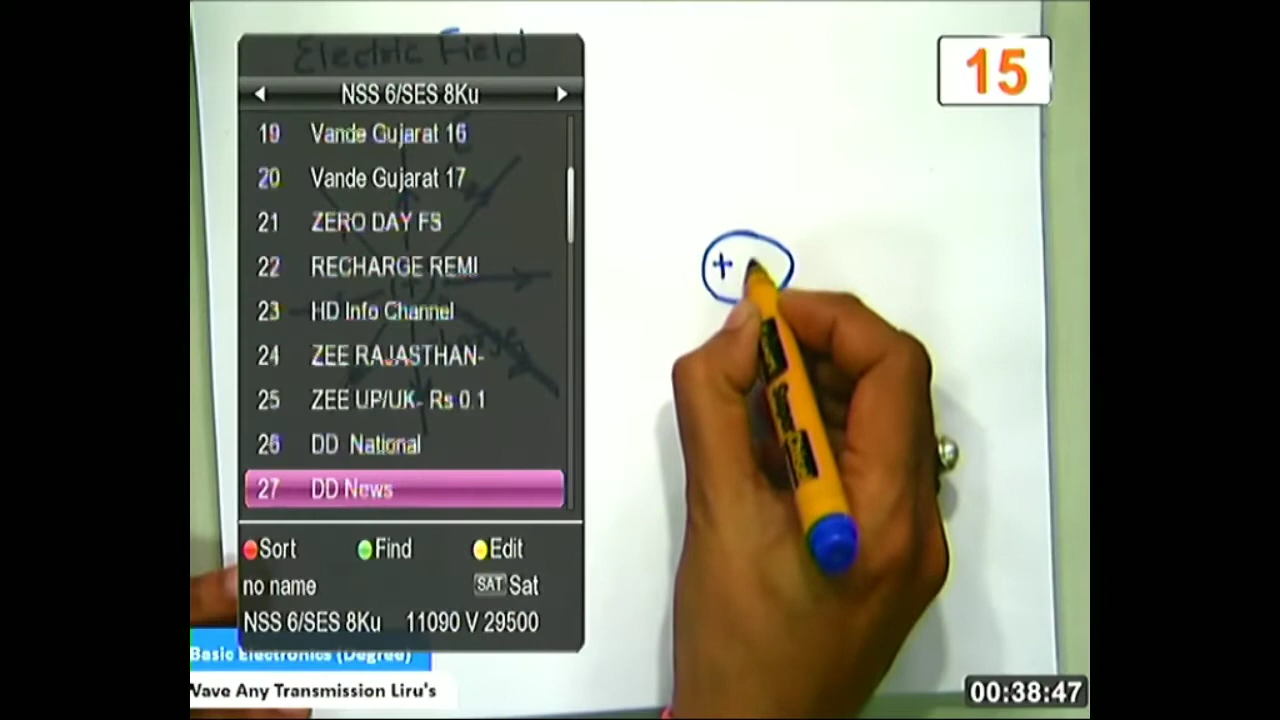 Electric Field
NSS 6/SES 8Ku
19 Vande Gujarat 16
20 Vande Gujarat 17
21 ZERO DAY FS
22 RECHARGE REMI
23 HD Info Channel
24 ZEE RAJASTHAN-
25 ZEE UP/UK- Rs 0.1
26 DD National
27 DD News
Sort Find Edit
no name SAT Sat
NSS 6/SES 8Ku 11090 V 29500
Basic Electronics (Degree)
Wave Any Transmission Liru's
15
+
00:38:47